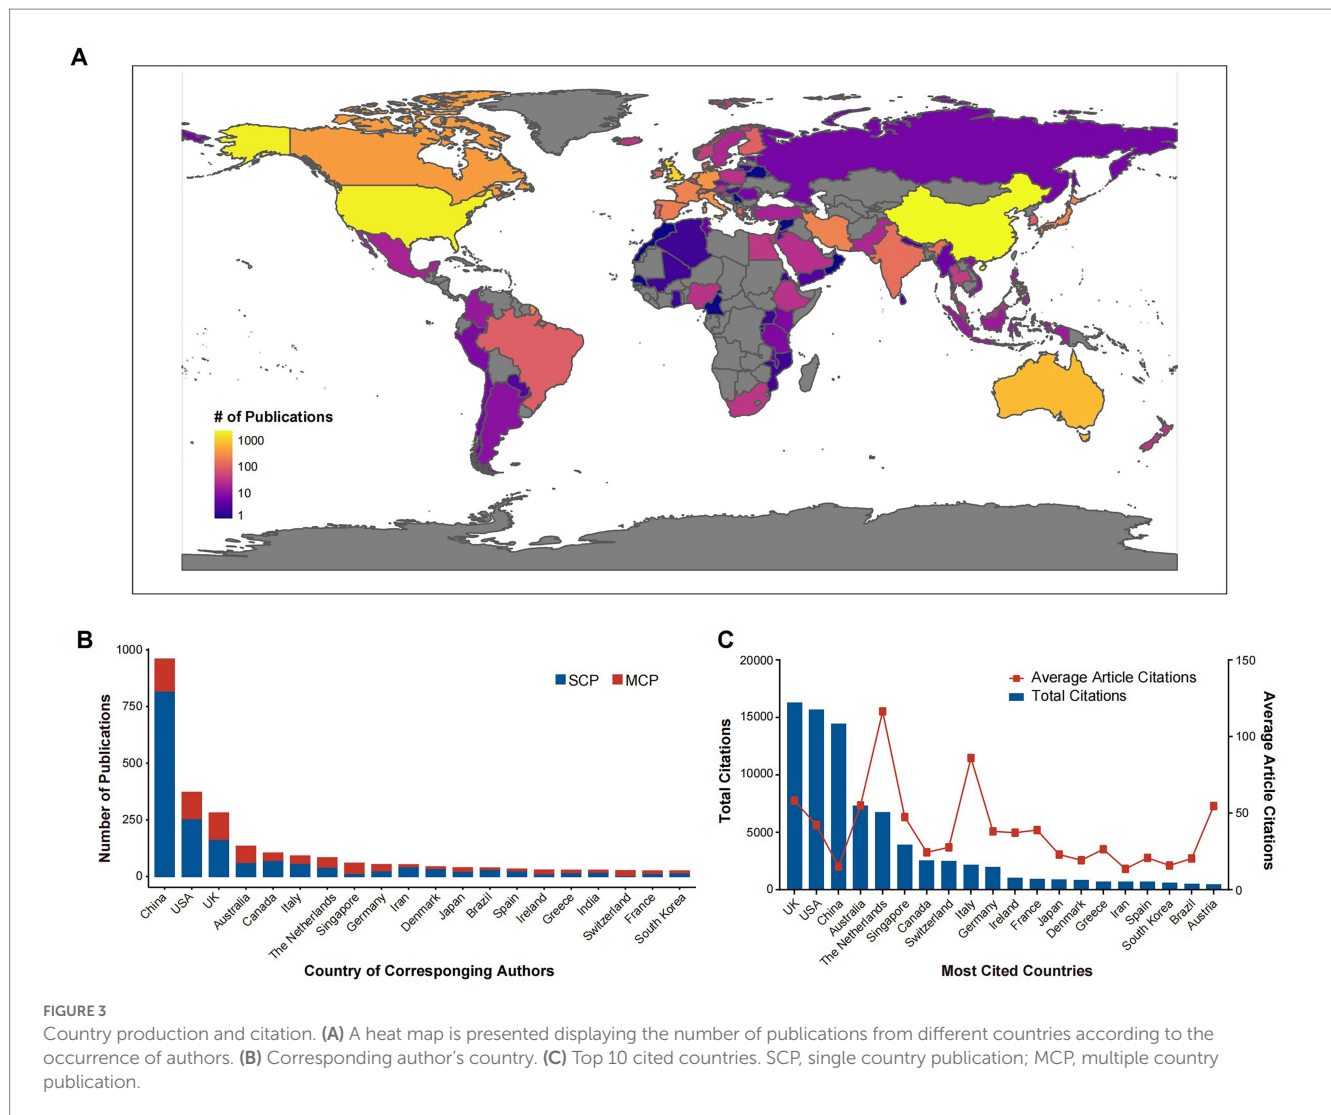 A
# of Publications
1000
100
10
1
B
1000
750
500
250
0
Number of Publications
SCP MCP
China USA UK Australia Canada Italy The Netherlands Singapore Germany Iran Denmark Japan Brazil Spain Ireland Greece India Switzerland France South Korea
Country of Corresponging Authors
C
20000
15000
10000
5000
0
Total Citations
Average Article Citations
Total Citations
150
100
50
0
Average Article Citations
UK USA China Australia The Netherlands Singapore Canada Switzerland Italy Germany Ireland France Japan Denmark Greece Iran Spain South Korea Brazil Austria
Most Cited Countries
FIGURE 3
Country production and citation. (A) A heat map is presented displaying the number of publications from different countries according to the
occurrence of authors. (B) Corresponding author's country. (C) Top 10 cited countries. SCP, single country publication; MCP, multiple country
publication.